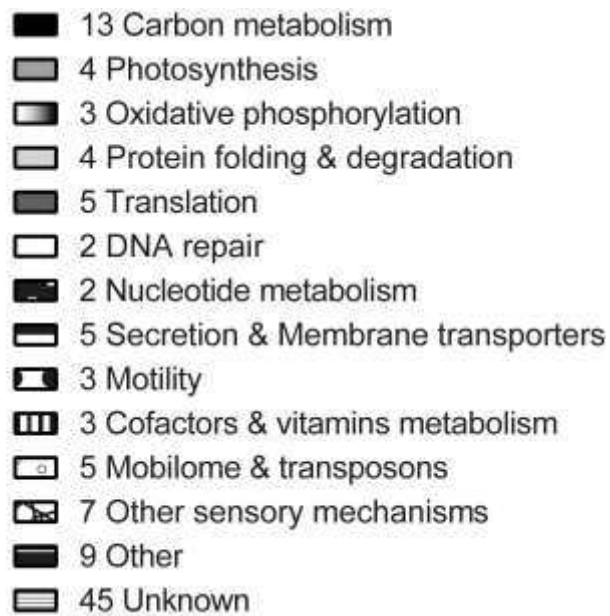 13 Carbon metabolism
4 Photosynthesis
3 Oxidative phosphorylation
4 Protein folding & degradation
5 Translation
2 DNA repair
2 Nucleotide metabolism
5 Secretion & Membrane transporters
3 Motility
3 Cofactors & vitamins metabolism
5 Mobilome & transposons
7 Other sensory mechanisms
9 Other
45 Unknown